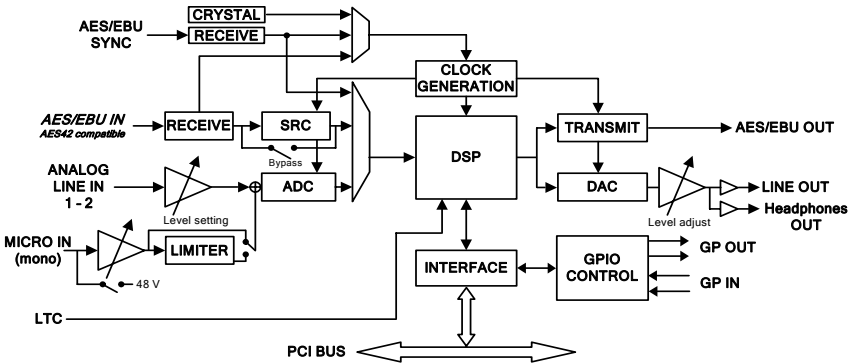 CRYSTAL
AES/EBU
SYNC
RECEIVE
CLOCK
GENERATION
AES/EBU IN
AES42 compatible
RECEIVE
SRC
Bypass
DSP
TRANSMIT
AES/EBU OUT
ANALOG
LINE IN
1 - 2
Level setting
ADC
DAC
Level adjust
LINE OUT
Headphones
OUT
MICRO IN
(mono)
LIMITER
48 V
INTERFACE
GPIO
CONTROL
GP OUT
GP IN
LTC
PCI BUS